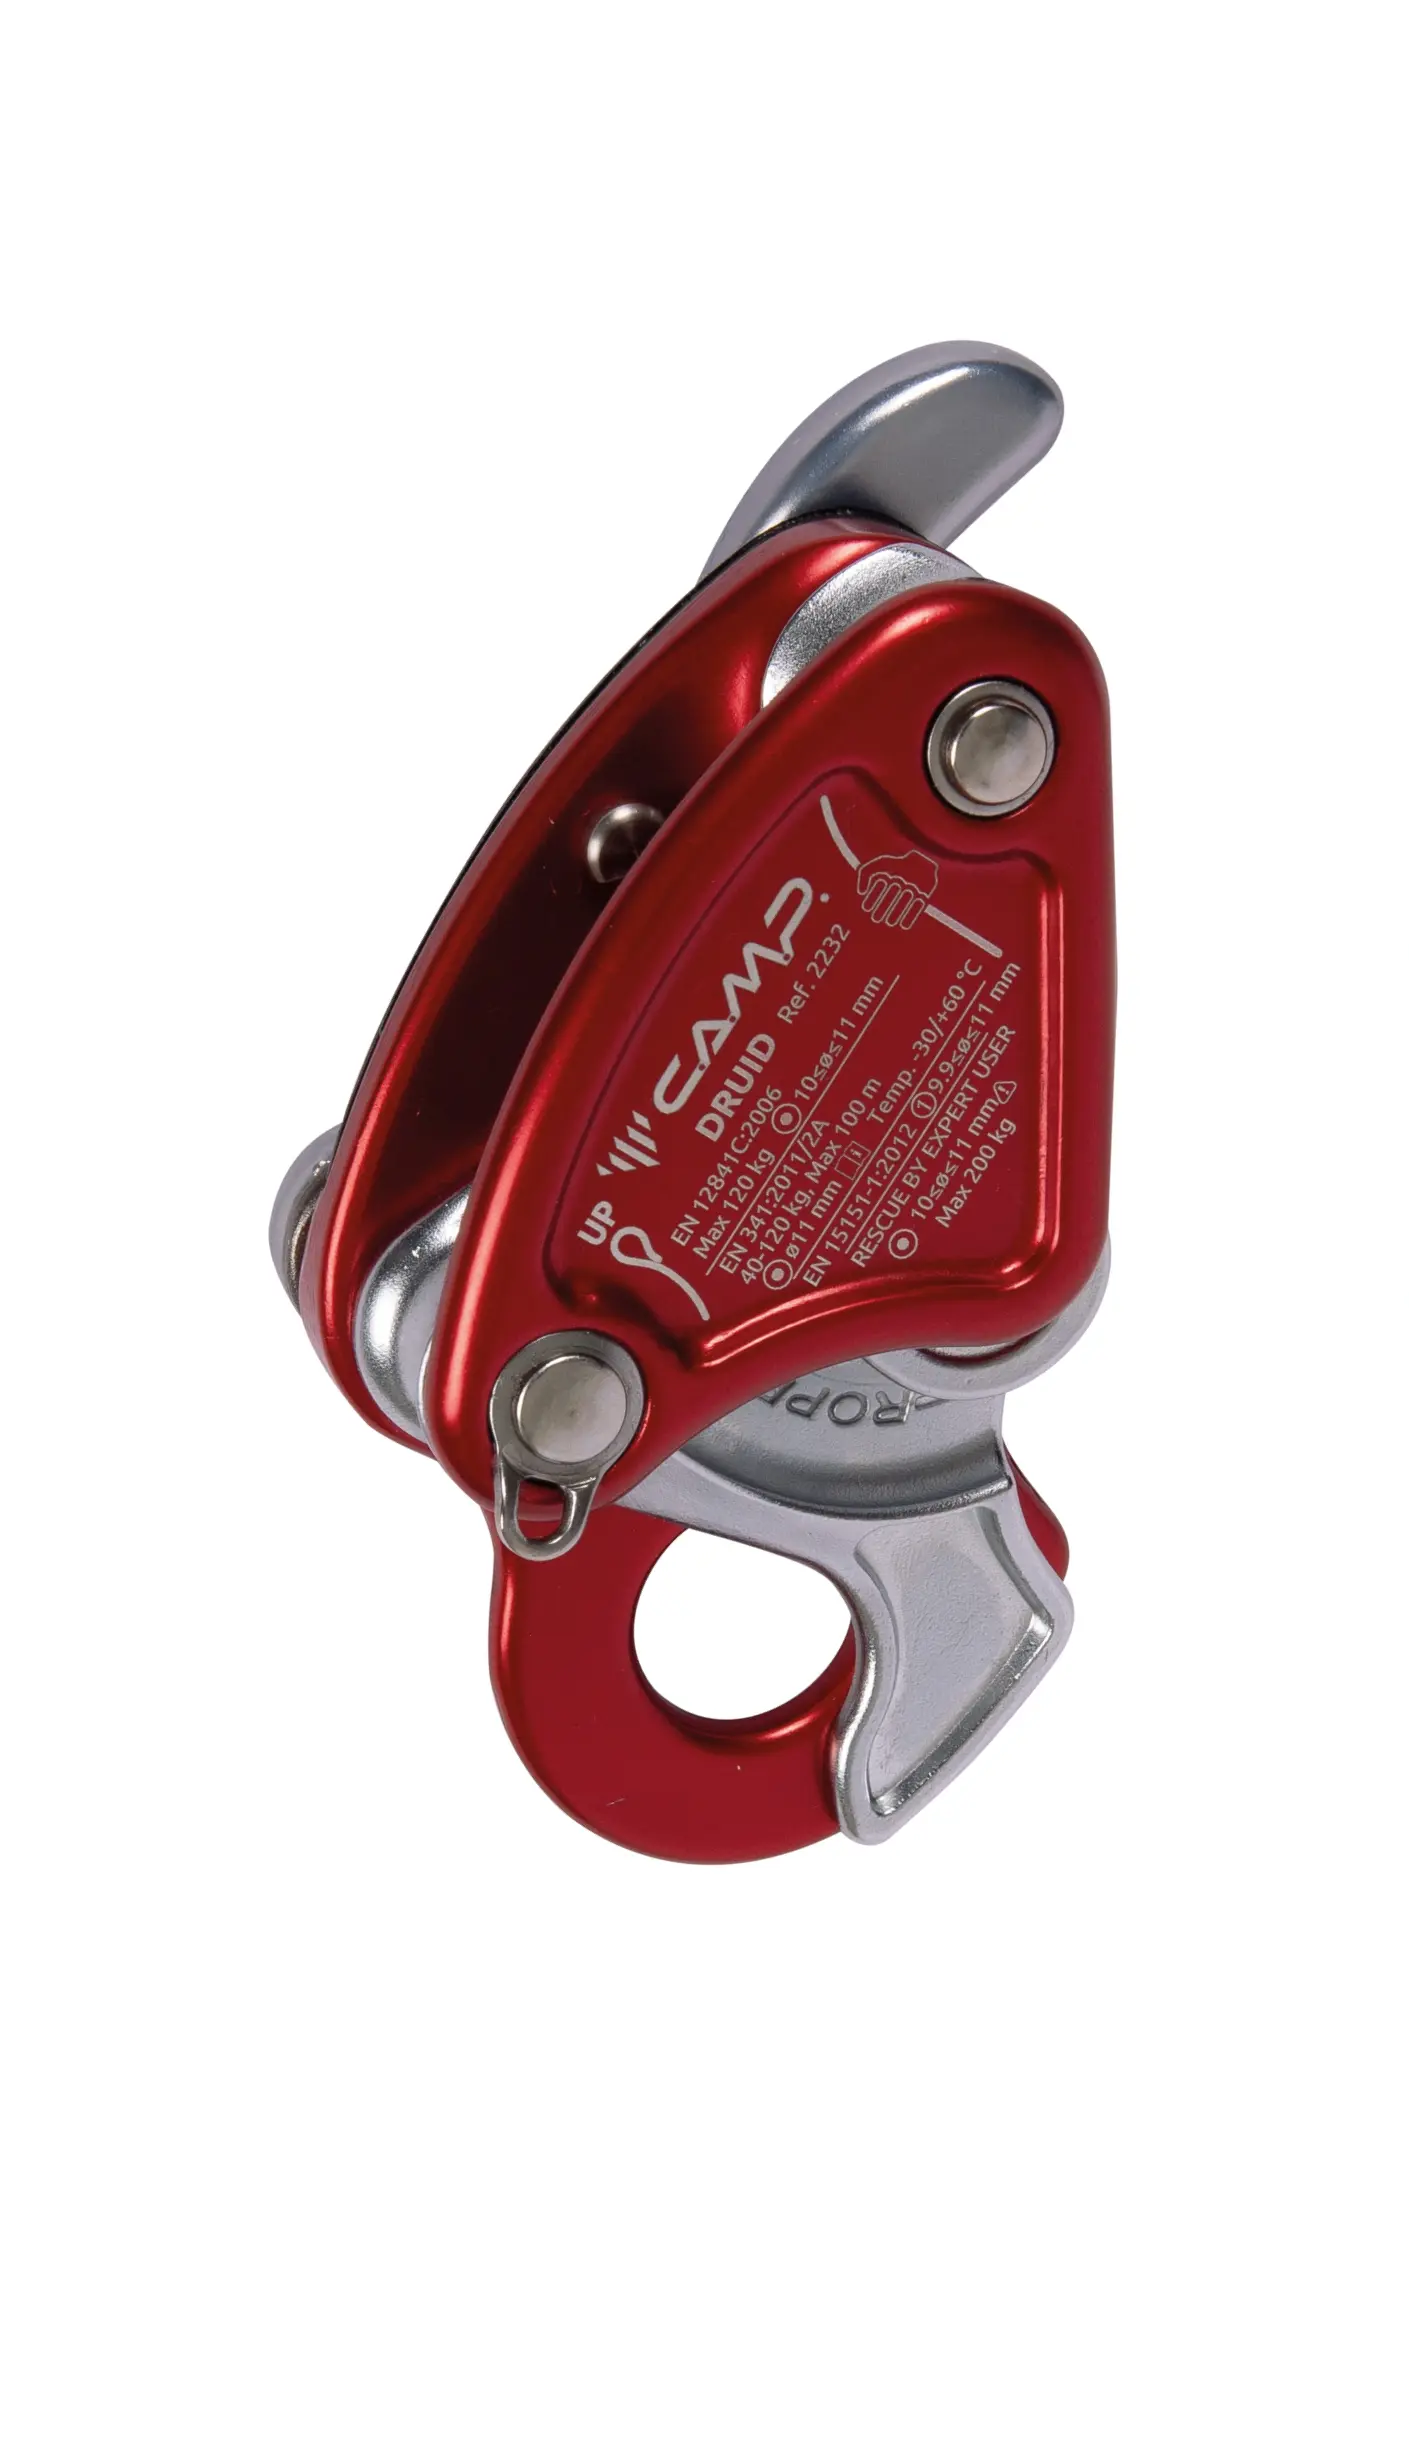 C.A.M.P.
DRUID Ref. 2232
UP
EN 12841C:2006
Max 120 kg 10≤ø≤11 mm
EN 341:2011/2A
40-120 kg, Max 100 m
ø11 mm Temp. -30/+60 °C
EN 15151-1:2012 1 9.9≤ø≤11 mm
RESCUE BY EXPERT USER
10≤ø≤11 mm
Max 200 kg